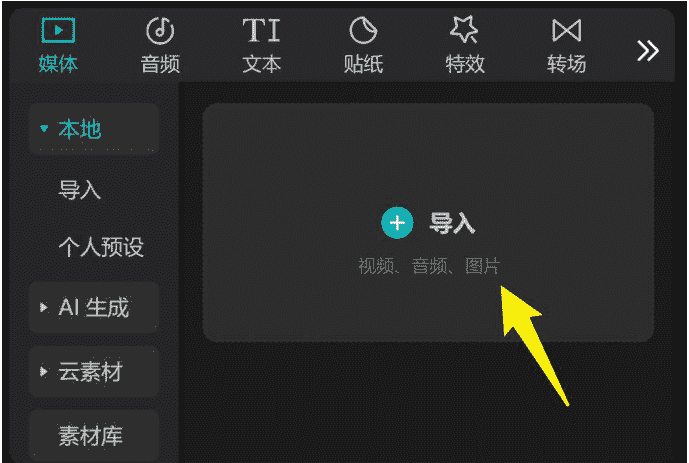 媒体 音频 文本 贴纸 特效 转场
本地
导入
个人预设
AI 生成
云素材
素材库
导入
视频、音频、图片